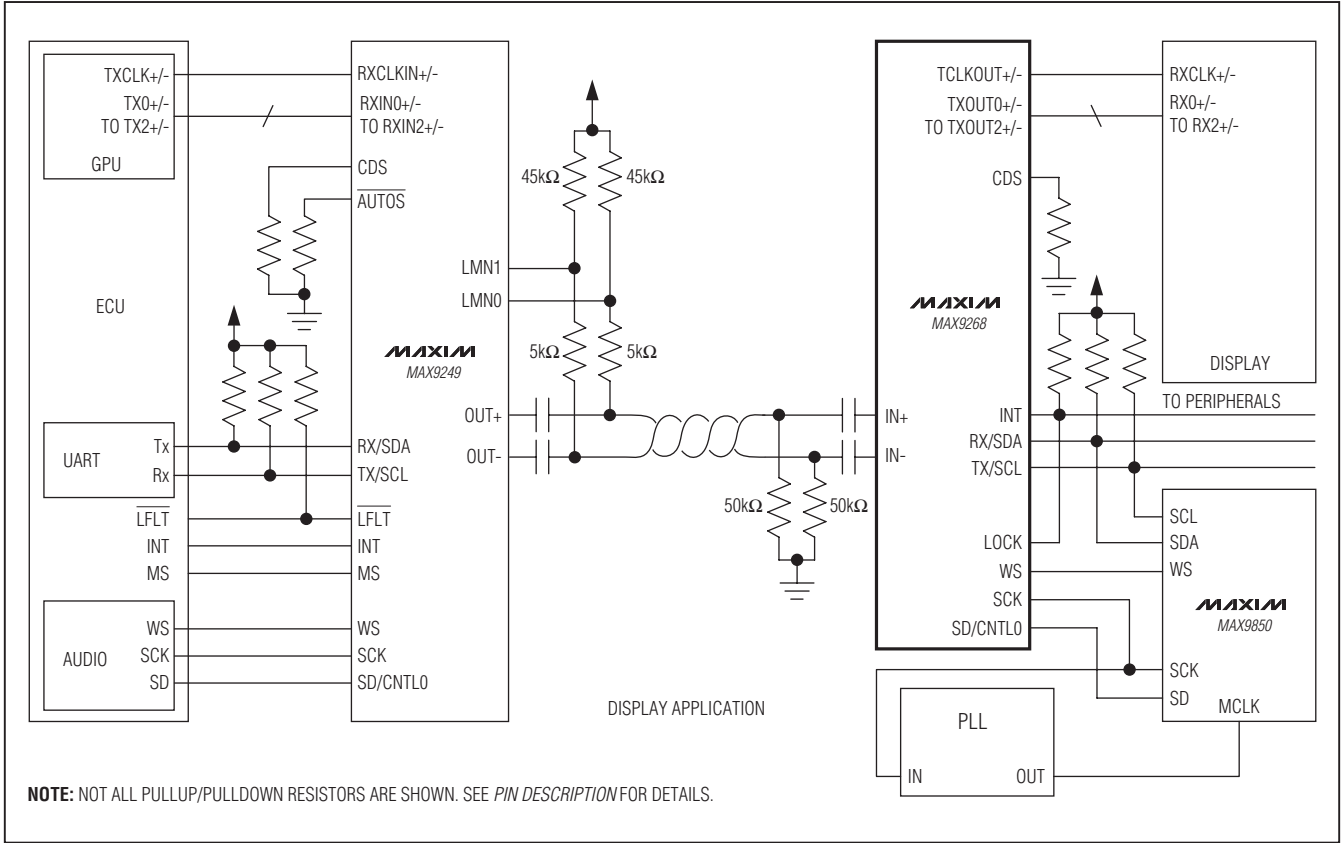 TXCLK+/-
TX0+/-
TO TX2+/-
GPU
ECU
UART
Tx
Rx
LFLT
INT
MS
AUDIO
WS
SCK
SD
RXCLKIN+/-
RXIN0+/-
TO RXIN2+/-
CDS
AUTOS
LMN1
LMN0
MAXIM
MAX9249
OUT+
OUT-
RX/SDA
TX/SCL
LFLT
INT
MS
WS
SCK
SD/CNTL0
45kΩ
45kΩ
5kΩ
5kΩ
50kΩ
50kΩ
TCLKOUT+/-
TXOUT0+/-
TO TXOUT2+/-
CDS
MAXIM
MAX9268
IN+
IN-
INT
RX/SDA
TX/SCL
LOCK
WS
SCK
SD/CNTL0
RXCLK+/-
RX0+/-
TO RX2+/-
DISPLAY
TO PERIPHERALS
SCL
SDA
WS
MAXIM
MAX9850
SCK
SD
MCLK
PLL
IN
OUT
DISPLAY APPLICATION
NOTE: NOT ALL PULLUP/PULLDOWN RESISTORS ARE SHOWN. SEE PIN DESCRIPTION FOR DETAILS.